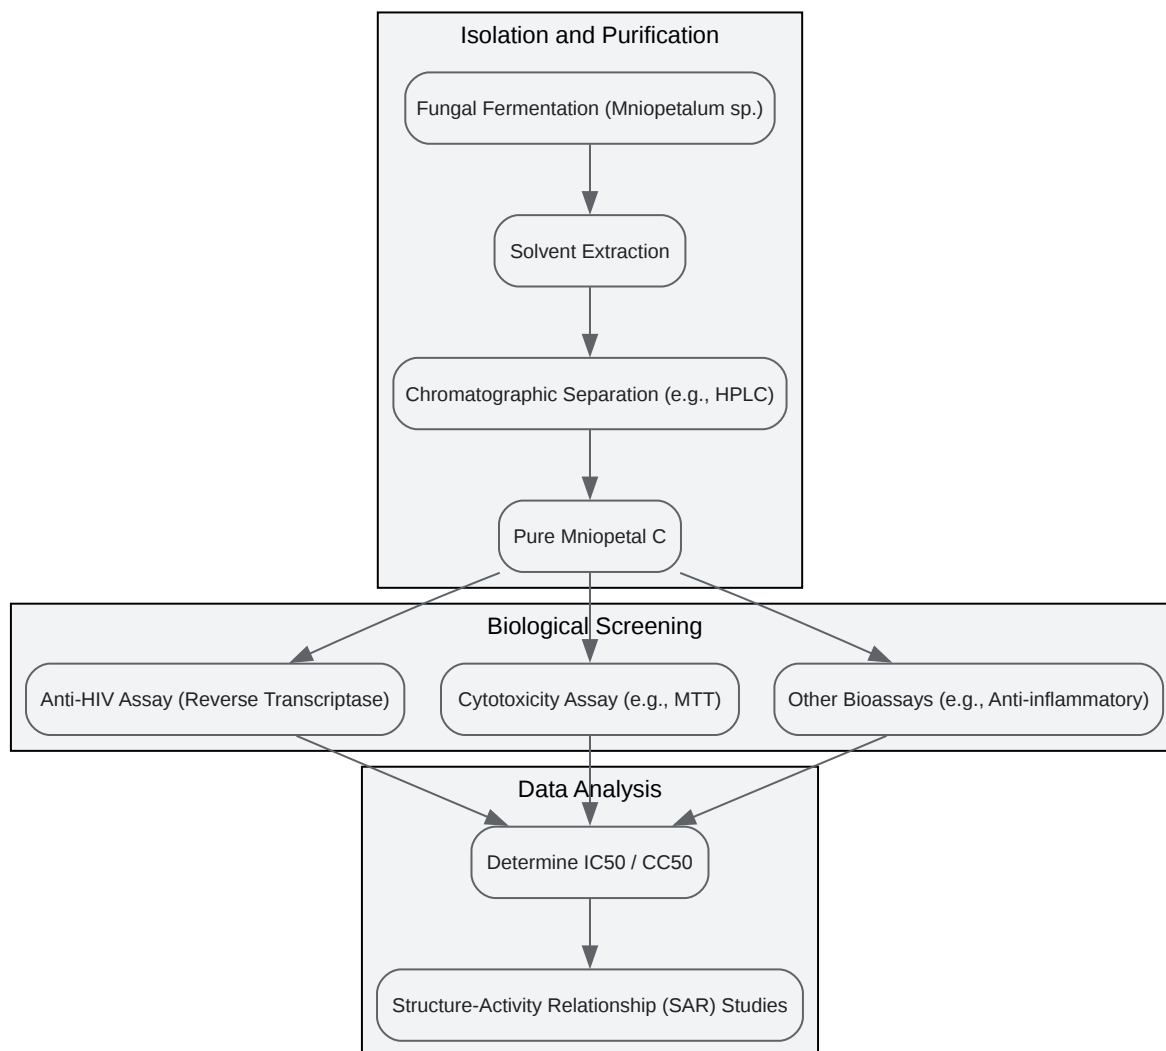 Isolation and Purification
Fungal Fermentation (Mniopetalum sp.)
Solvent Extraction
Chromatographic Separation (e.g., HPLC)
Pure Mniopetal C
Biological Screening
Anti-HIV Assay (Reverse Transcriptase)
Cytotoxicity Assay (e.g., MTT)
Other Bioassays (e.g., Anti-inflammatory)
Data Analysis
Determine IC50 / CC50
Structure-Activity Relationship (SAR) Studies